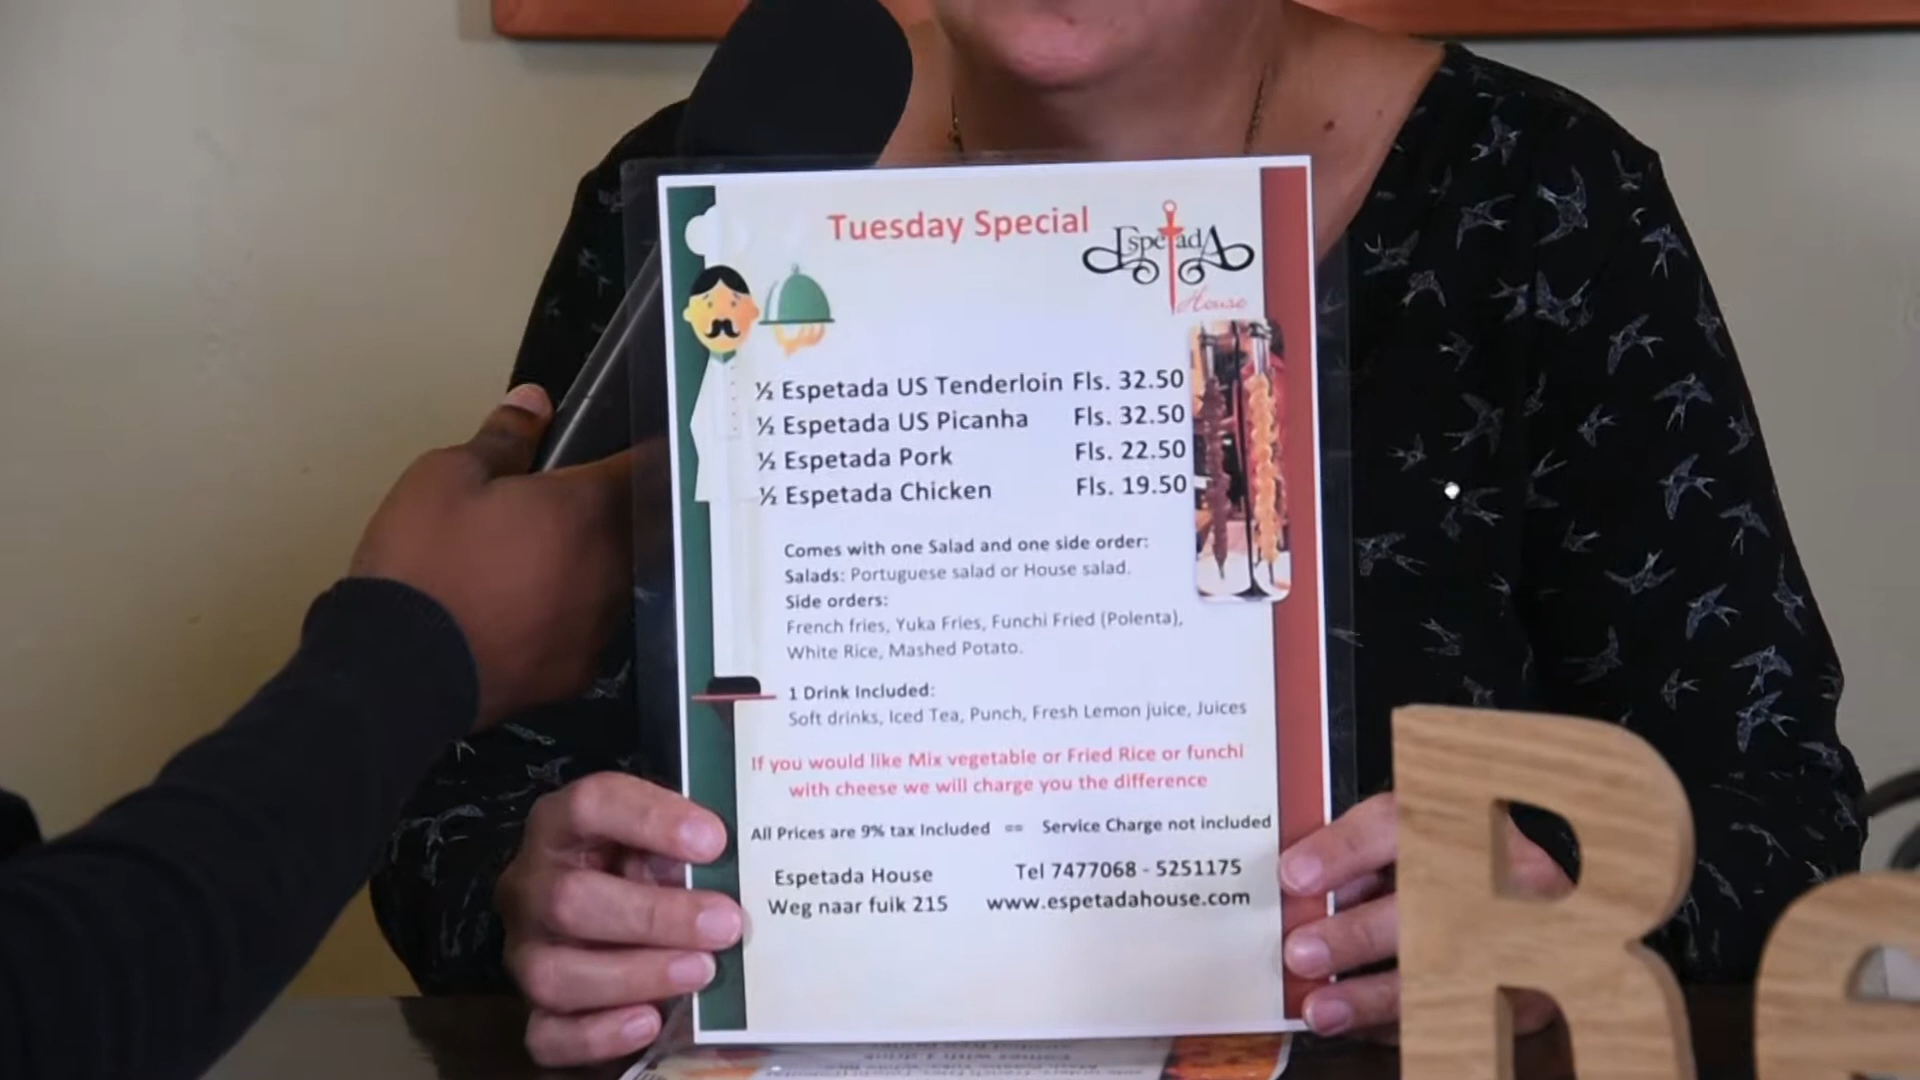 Tuesday Special
Espetada
House
½ Espetada US Tenderloin Fls. 32.50
½ Espetada US Picanha Fls. 32.50
½ Espetada Pork Fls. 22.50
½ Espetada Chicken Fls. 19.50
Comes with one Salad and one side order:
Salads: Portuguese salad or House salad.
Side orders:
French fries, Yuka Fries, Funchi Fried (Polenta),
White Rice, Mashed Potato.
1 Drink Included:
Soft drinks, Iced Tea, Punch, Fresh Lemon juice, Juices
If you would like Mix vegetable or Fried Rice or funchi
with cheese we will charge you the difference
All Prices are 9% tax Included == Service Charge not included
Espetada House Tel 7477068 - 5251175
Weg naar fuik 215 www.espetadahouse.com
Re